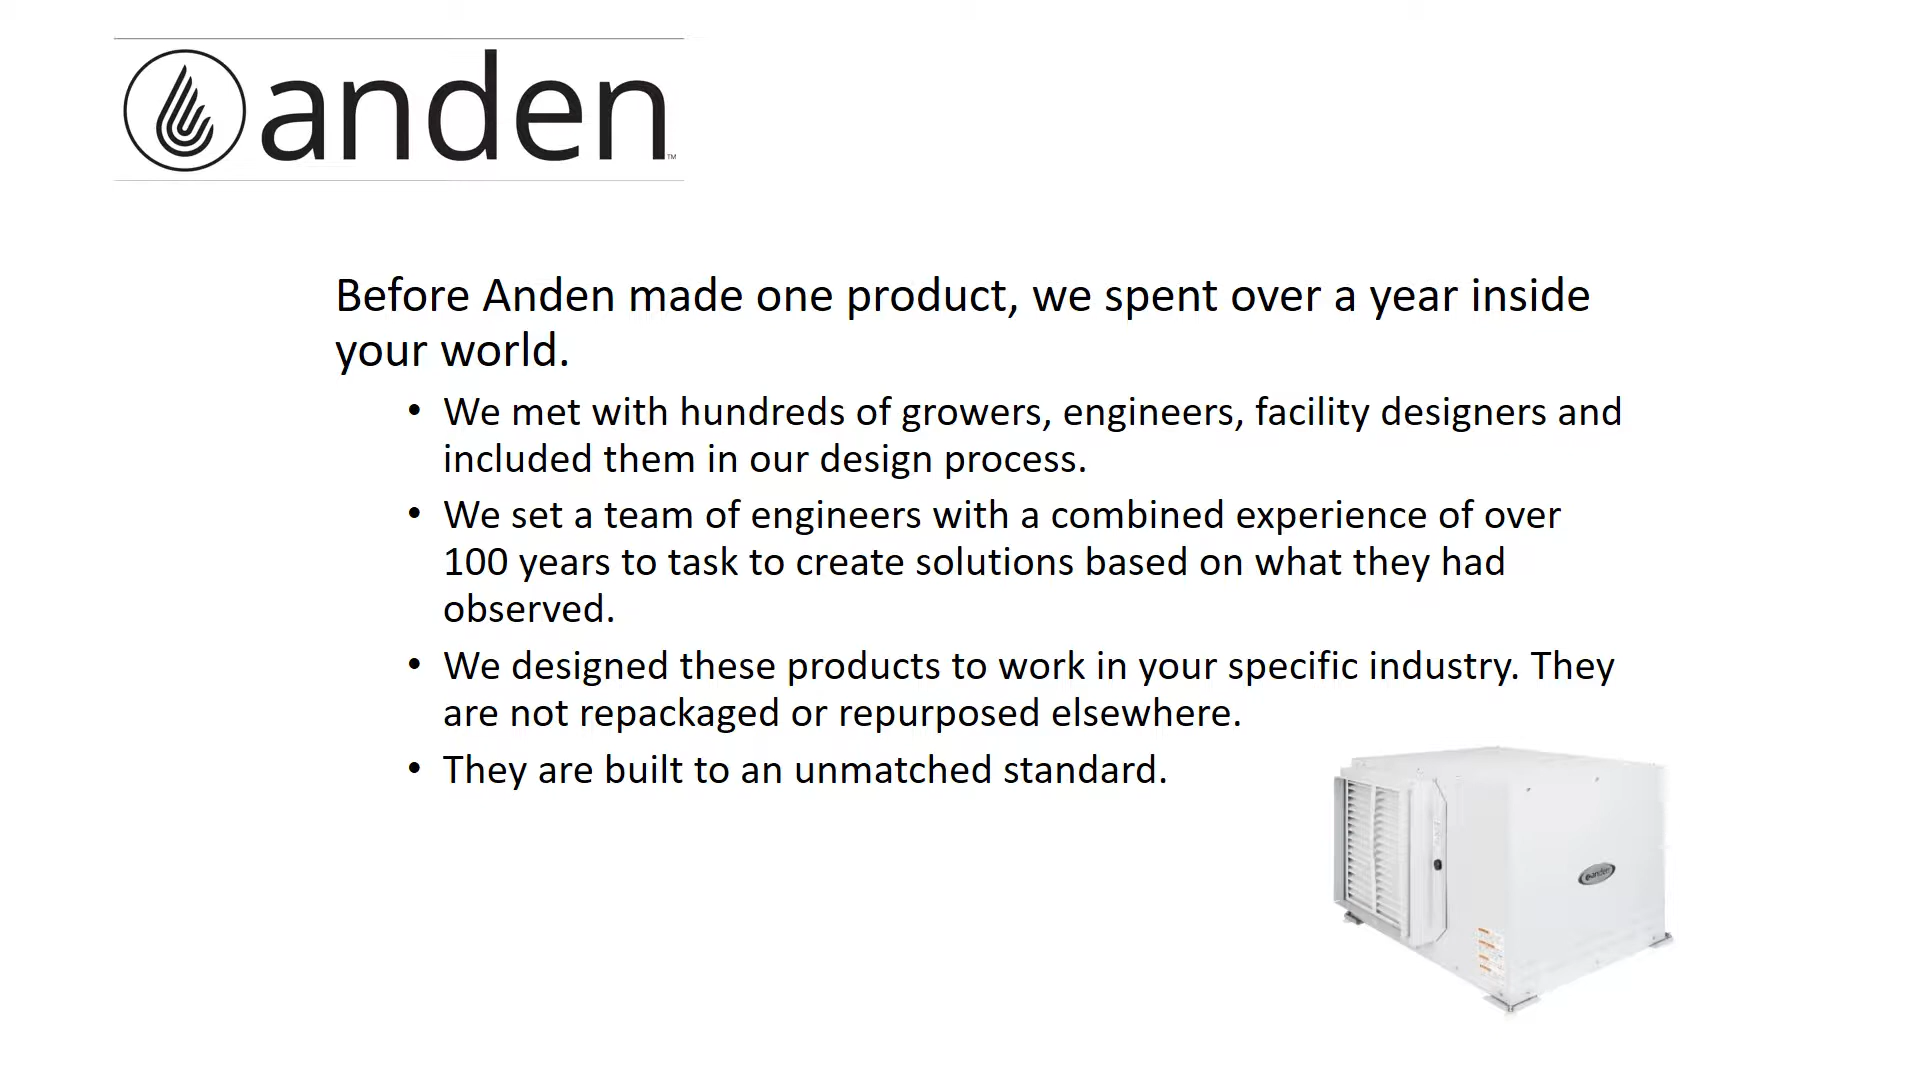 anden™
Before Anden made one product, we spent over a year inside
your world.
• We met with hundreds of growers, engineers, facility designers and
included them in our design process.
• We set a team of engineers with a combined experience of over
100 years to task to create solutions based on what they had
observed.
• We designed these products to work in your specific industry. They
are not repackaged or repurposed elsewhere.
• They are built to an unmatched standard.
anden